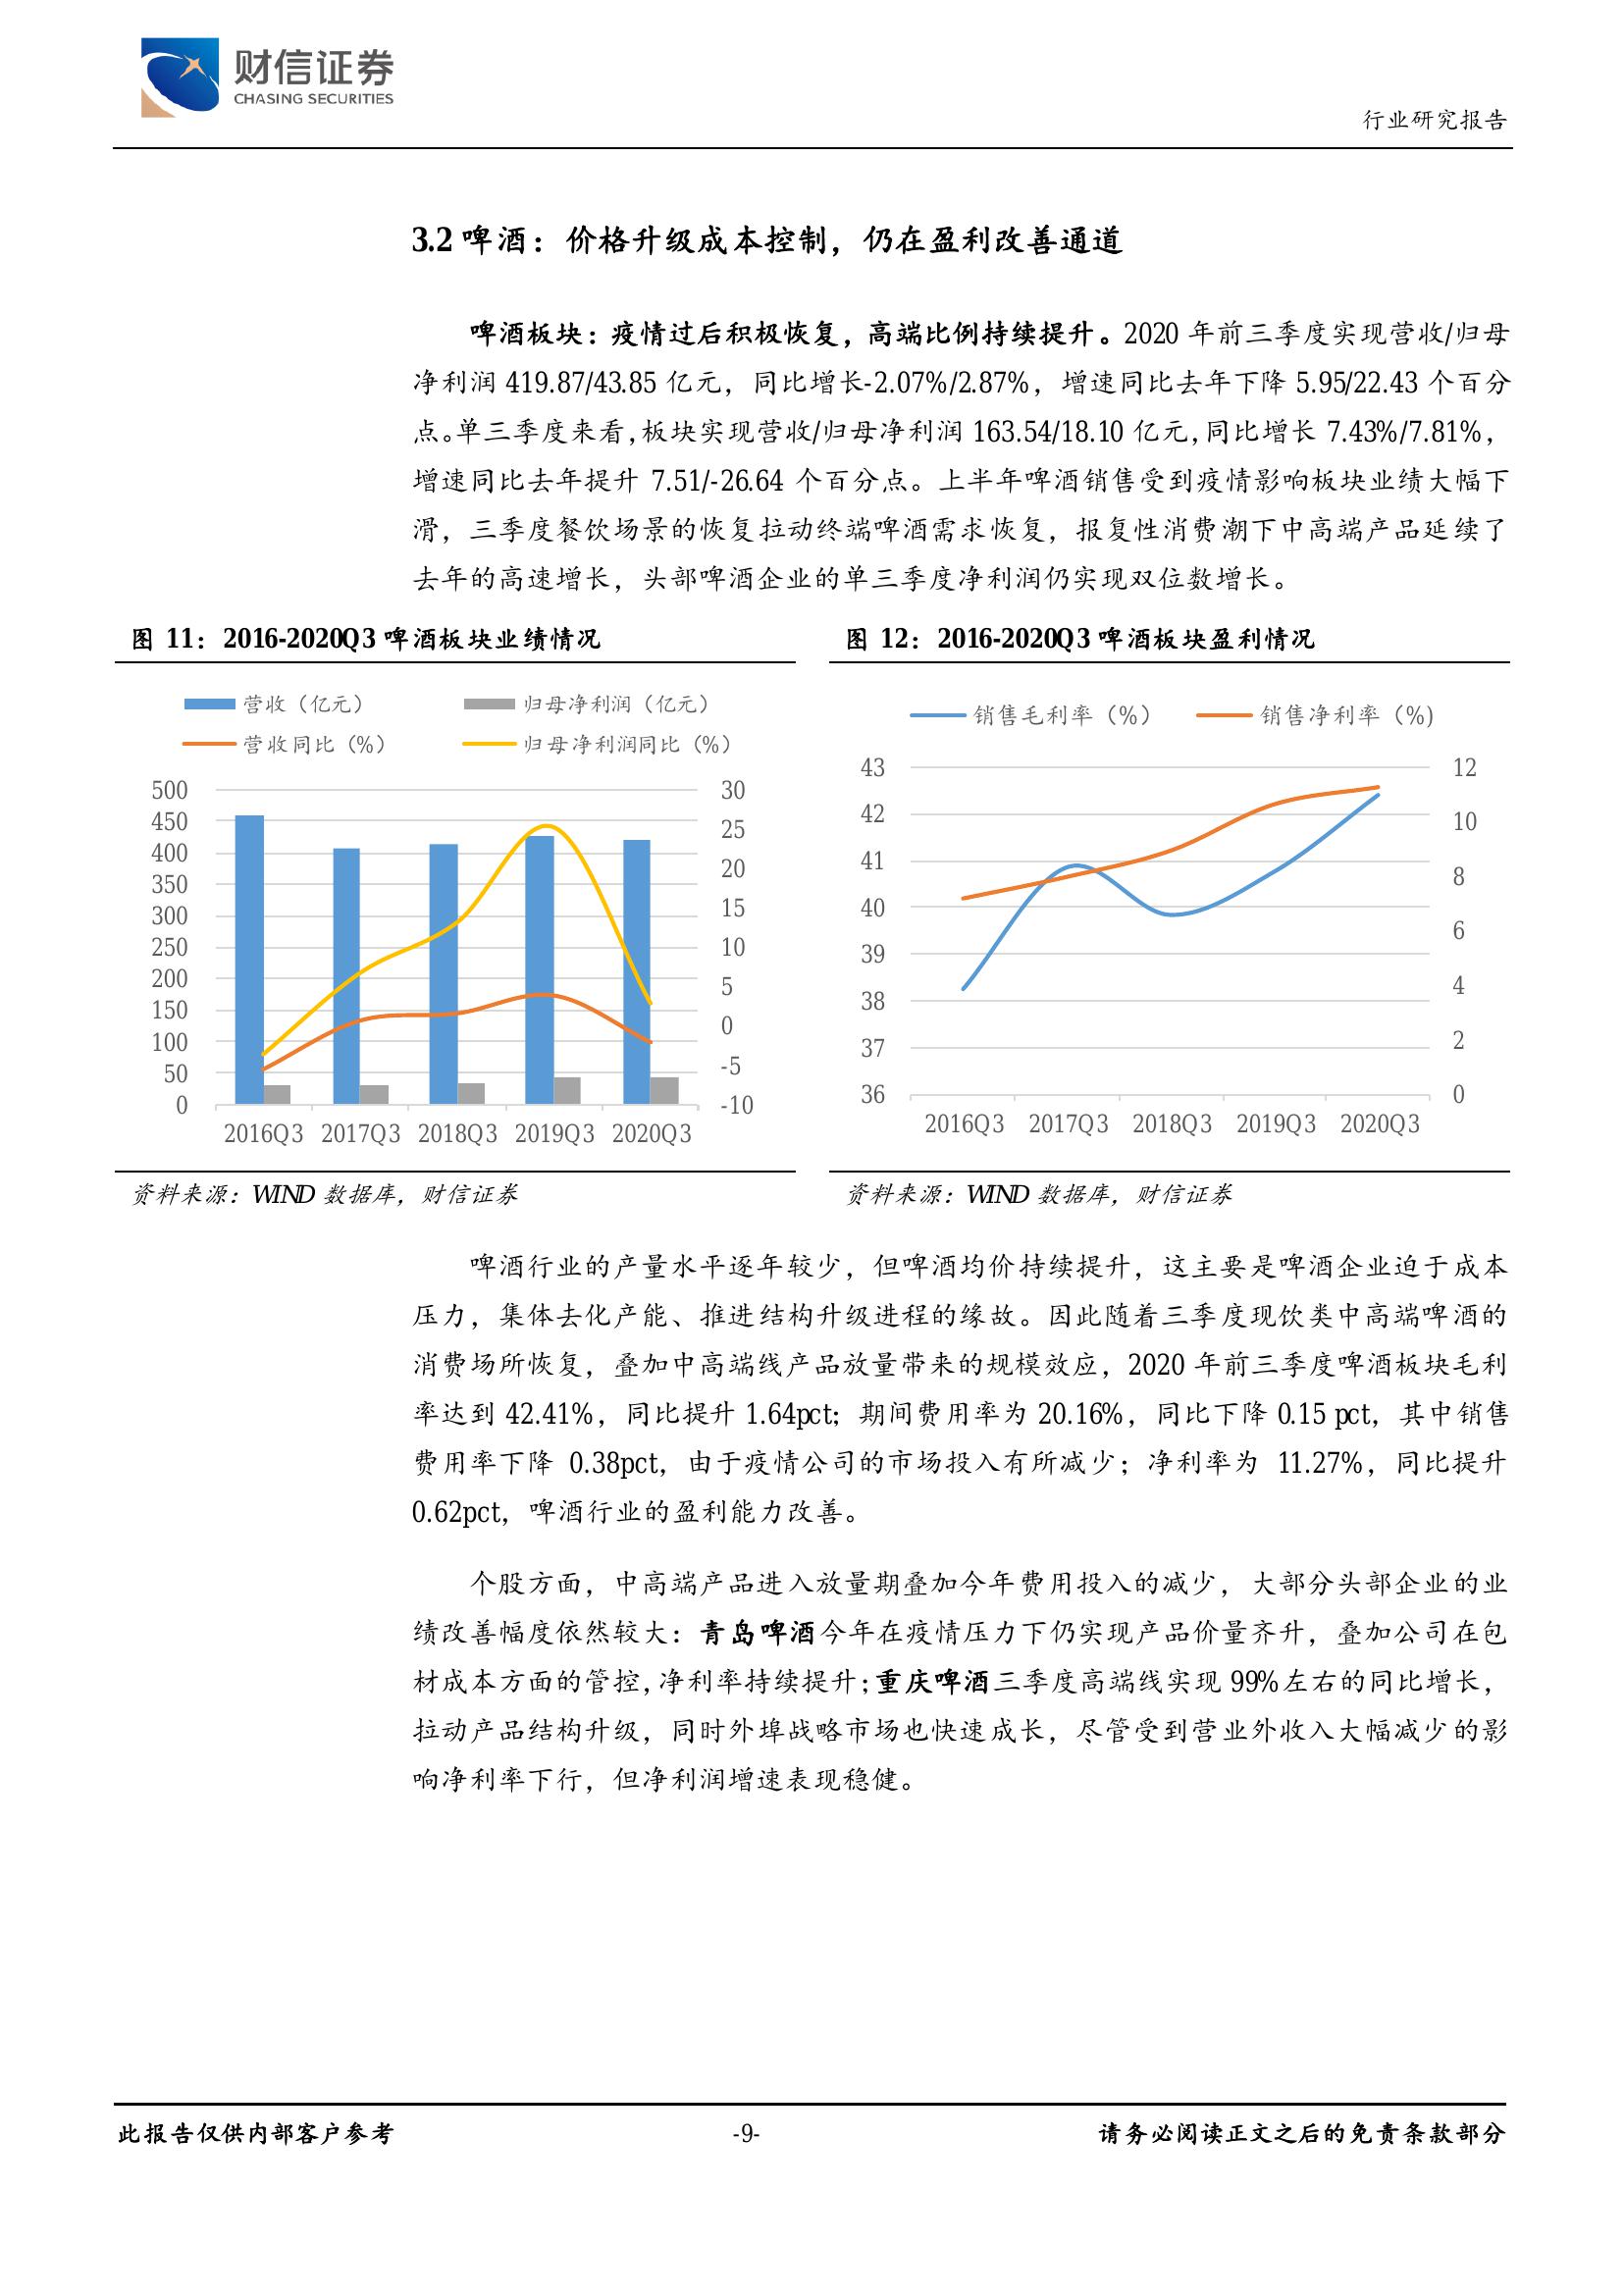 财信证券
CHASING SECURITIES
行业研究报告
3.2 啤酒：价格升级成本控制，仍在盈利改善通道
啤酒板块：疫情过后积极恢复，高端比例持续提升。2020 年前三季度实现营收/归母
净利润 419.87/43.85 亿元，同比增长-2.07%/2.87%，增速同比去年下降 5.95/22.43 个百分
点。单三季度来看，板块实现营收/归母净利润 163.54/18.10 亿元，同比增长 7.43%/7.81%，
增速同比去年提升 7.51/-26.64 个百分点。上半年啤酒销售受到疫情影响板块业绩大幅下
滑，三季度餐饮场景的恢复拉动终端啤酒需求恢复，报复性消费潮下中高端产品延续了
去年的高速增长，头部啤酒企业的单三季度净利润仍实现双位数增长。
图 11：2016-2020Q3 啤酒板块业绩情况
营收（亿元） 归母净利润（亿元）
营收同比（%） 归母净利润同比（%）
500 30
450 25
400 20
350 15
300 10
250 5
200 0
150 -5
100 -10
50
0
2016Q3 2017Q3 2018Q3 2019Q3 2020Q3
资料来源：WIND 数据库，财信证券
图 12：2016-2020Q3 啤酒板块盈利情况
销售毛利率（%） 销售净利率（%）
43 12
42 10
41 8
40 6
39 4
38 2
37 0
36
2016Q3 2017Q3 2018Q3 2019Q3 2020Q3
资料来源：WIND 数据库，财信证券
啤酒行业的产量水平逐年较少，但啤酒均价持续提升，这主要是啤酒企业迫于成本
压力，集体去化产能、推进结构升级进程的缘故。因此随着三季度现饮类中高端啤酒的
消费场所恢复，叠加中高端线产品放量带来的规模效应，2020 年前三季度啤酒板块毛利
率达到 42.41%，同比提升 1.64pct；期间费用率为 20.16%，同比下降 0.15 pct，其中销售
费用率下降 0.38pct，由于疫情公司的市场投入有所减少；净利率为 11.27%，同比提升
0.62pct，啤酒行业的盈利能力改善。
个股方面，中高端产品进入放量期叠加今年费用投入的减少，大部分头部企业的业
绩改善幅度依然较大：青岛啤酒今年在疫情压力下仍实现产品价量齐升，叠加公司在包
材成本方面的管控，净利率持续提升；重庆啤酒三季度高端线实现 99%左右的同比增长，
拉动产品结构升级，同时外埠战略市场也快速成长，尽管受到营业外收入大幅减少的影
响净利率下行，但净利润增速表现稳健。
此报告仅供内部客户参考 -9- 请务必阅读正文之后的免责条款部分